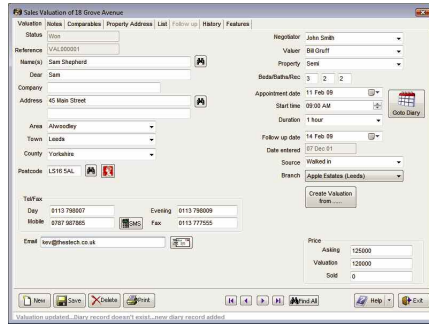 Sales Valuation of 18 Grove Avenue
Valuation Notes Comparables Property Address List Follow up History Features
Status Won
Reference VAL000001
Name(s) Sam Shepherd
Dear Sam
Company
Address 45 Main Street
Area Alwoodley
Town Leeds
County Yorkshire
Postcode LS16 5AL
Tel/Fax
Day 0113 798007 Evening 0113 798009
Mobile 0787 987865 SMS Fax 0113 777555
Email kev@thestech.co.uk
Negotiator John Smith
Valuer Bill Gruff
Property Semi
Beds/Baths/Rec 3 2 2
Appointment date 11 Feb 09
Start time 09:00 AM
Duration 1 hour
Goto Diary
Follow up date 14 Feb 09
Date entered 07 Dec 01
Source Walked in
Branch Apple Estates (Leeds)
Create Valuation
from ......
Price
Asking 125000
Valuation 120000
Sold 0
New Save Delete Print Find All Help Exit
Valuation updated...Diary record doesn't exist...new diary record added